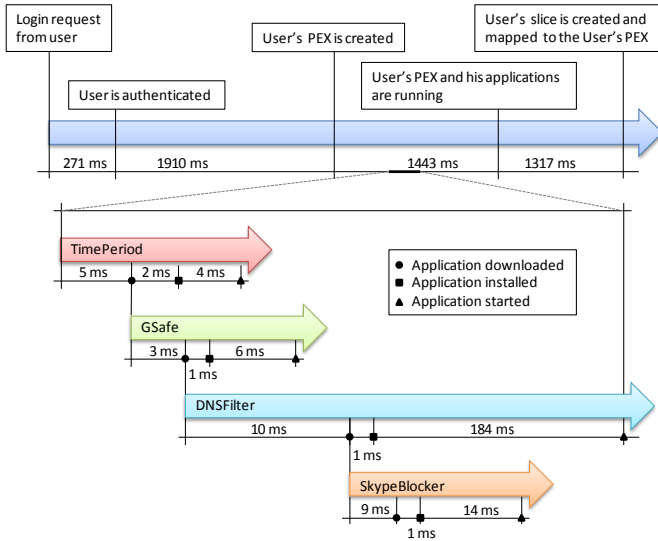 Login request
from user
User's PEX is created
User's slice is created and
mapped to the User's PEX
User is authenticated
User's PEX and his applications
are running
271 ms
1910 ms
1443 ms
1317 ms
TimePeriod
5 ms
2 ms
4 ms
Application downloaded
Application installed
Application started
GSafe
3 ms
1 ms
6 ms
DNSFilter
10 ms
1 ms
184 ms
SkypeBlocker
9 ms
1 ms
14 ms